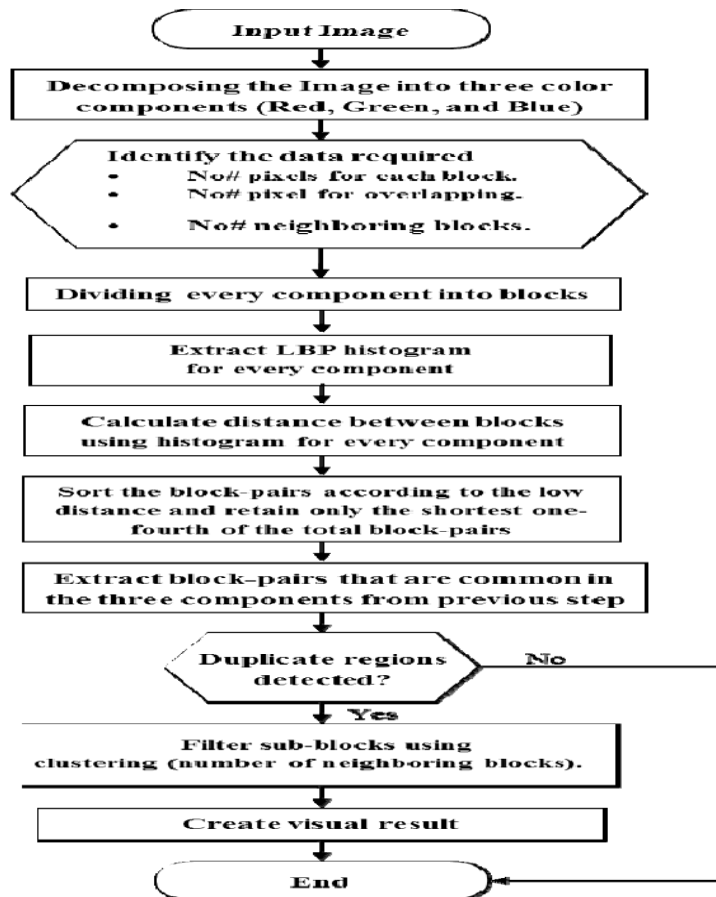 Input Image
Decomposing the Image into three color
components (Red, Green, and Blue)
Identify the data required
• No# pixels for each block.
• No# pixel for overlapping.
• No# neighboring blocks.
Dividing every component into blocks
Extract LBP histogram
for every component
Calculate distance between blocks
using histogram for every component
Sort the block-pairs according to the low
distance and retain only the shortest one-
fourth of the total block-pairs
Extract block-pairs that are common in
the three components from previous step
Duplicate regions
detected?
No
Yes
Filter sub-blocks using
clustering (number of neighboring blocks).
Create visual result
End